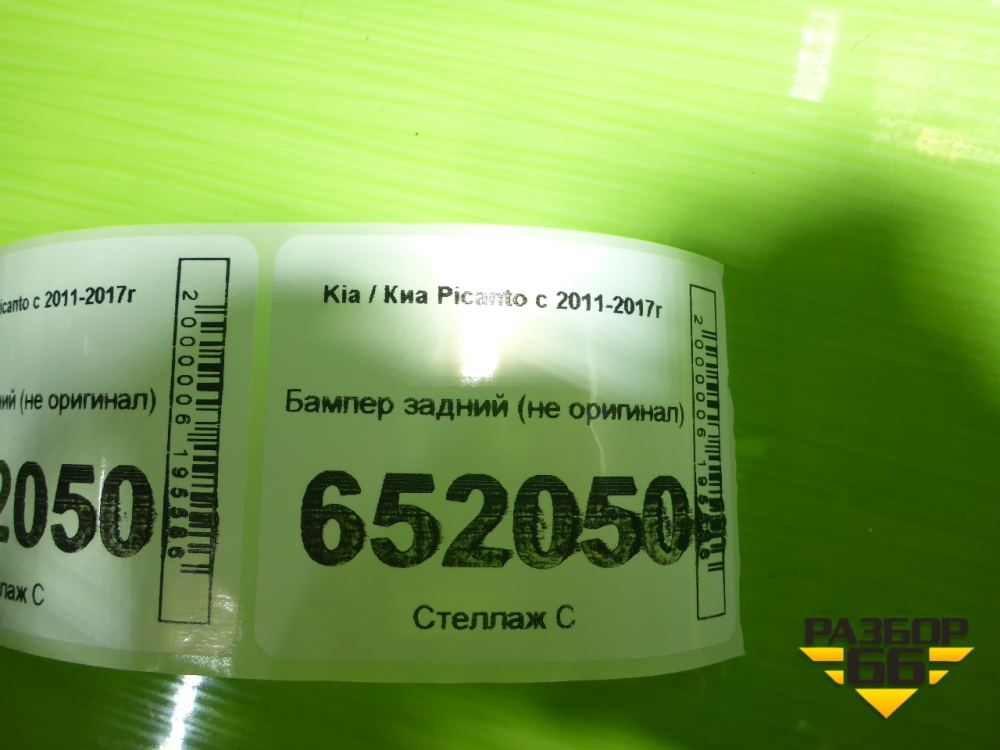 icanto с 2011-2017г
ний (не оригинал)
2050
лаж С
Kia / Киа Picanto с 2011-2017г
Бампер задний (не оригинал)
652050
Стеллаж С
РАЗБОР
66